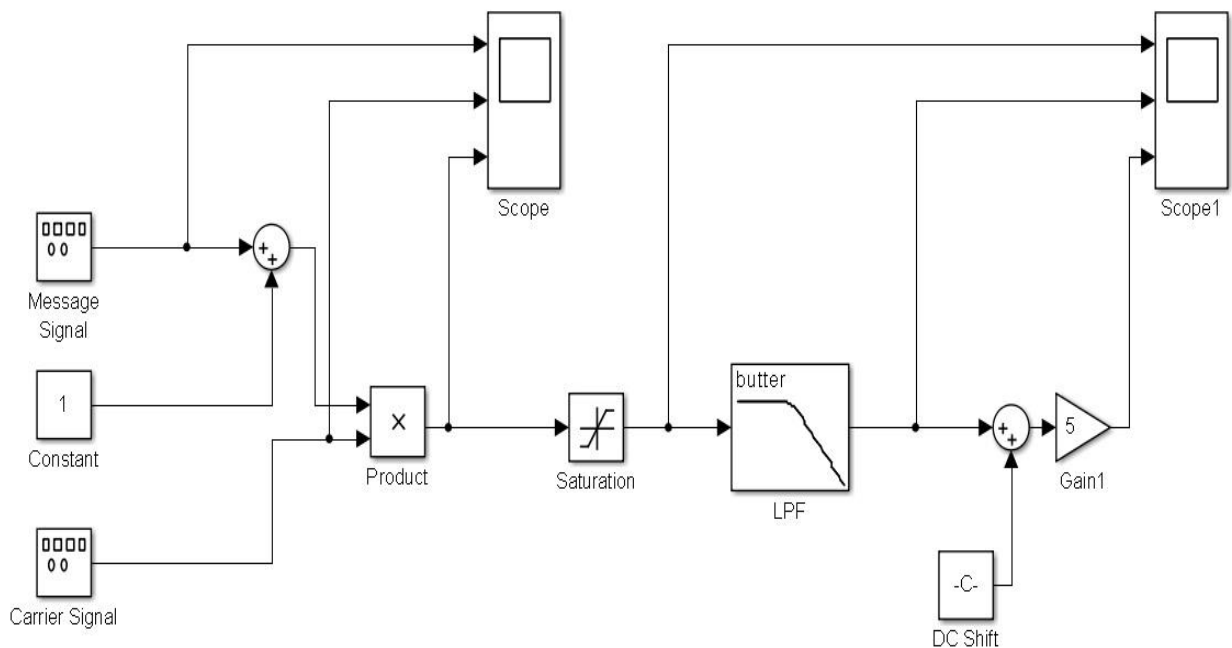 Scope
Scope1
Message
Signal
+
+
1
Constant
×
Product
Saturation
butter
LPF
+
+
5
Gain1
Carrier Signal
-C-
DC Shift